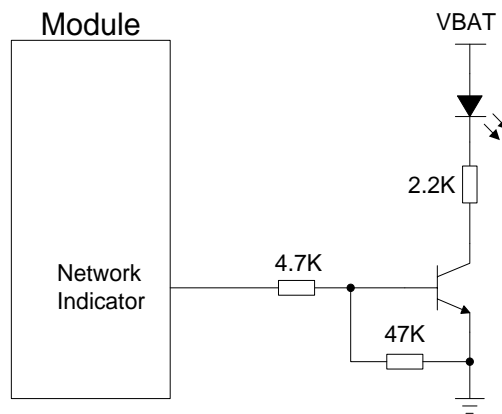 Module
VBAT
2.2K
4.7K
Network
Indicator
47K